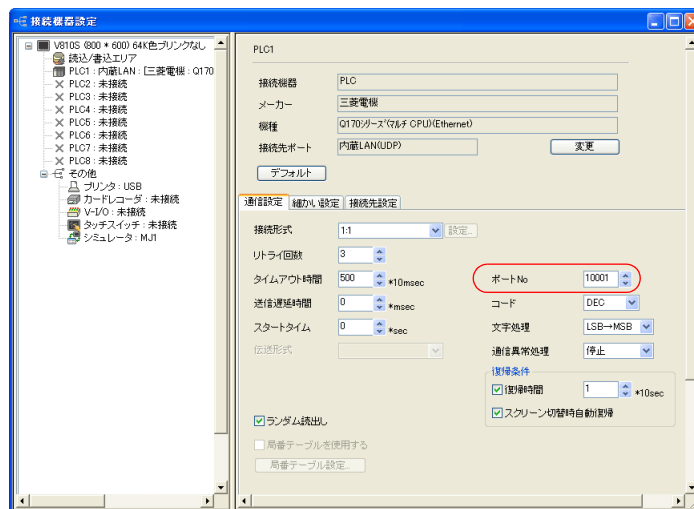 接続機器設定
V810S (800 * 600) 64K色ブリンクなし
読込/書込エリア
PLC1 : 内蔵LAN : [三菱電機 : Q170
PLC2 : 未接続
PLC3 : 未接続
PLC4 : 未接続
PLC5 : 未接続
PLC6 : 未接続
PLC7 : 未接続
PLC8 : 未接続
その他
プリンタ : USB
カードレコーダ : 未接続
V-I/O : 未接続
タッチスイッチ : 未接続
シミュレータ : MJ1
PLC1
接続機器 PLC
メーカー 三菱電機
機種 Q170シリーズ(マルチ CPU)(Ethernet)
接続先ポート 内蔵LAN(UDP) 変更
デフォルト
通信設定 細かい設定 接続先設定
接続形式 1:1 設定...
リトライ回数 3
タイムアウト時間 500 *10msec ポートNo 10001
送信遅延時間 0 *msec コード DEC
スタートタイム 0 *sec 文字処理 LSB→MSB
伝送形式 通信異常処理 停止
復帰条件
復帰時間 1 *10sec
スクリーン切替時自動復帰
ランダム読出し
局番テーブルを使用する
局番テーブル設定...